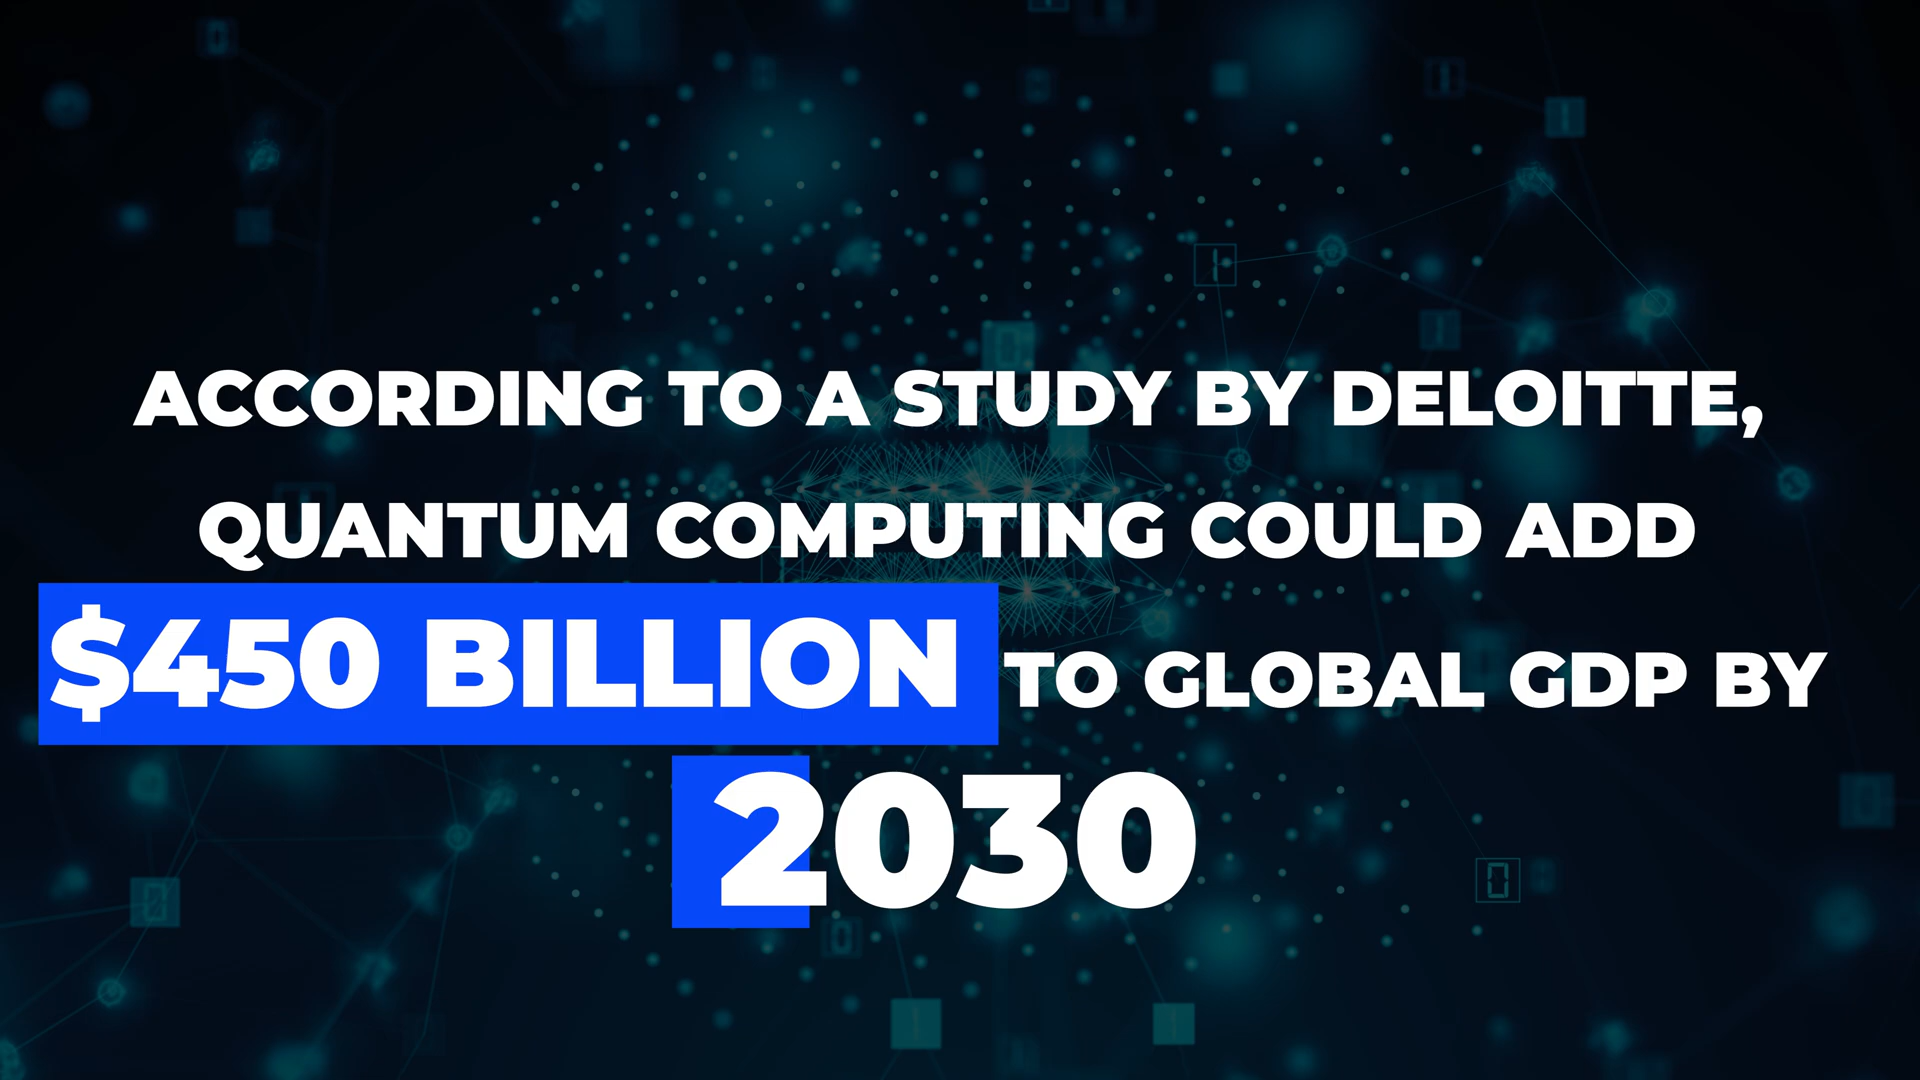 ACCORDING TO A STUDY BY DELOITTE,
QUANTUM COMPUTING COULD ADD
$450 BILLION TO GLOBAL GDP BY
2030